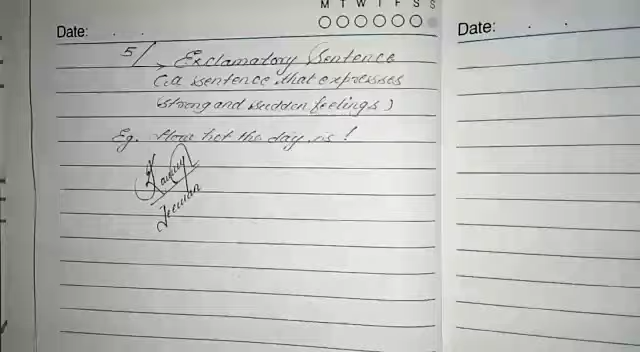 M T W T F S S
Date: . .
5/ Exclamatory Sentence
(a sentence that expresses
strong and sudden feelings)
Eg. How hot the day is!
Date: . .